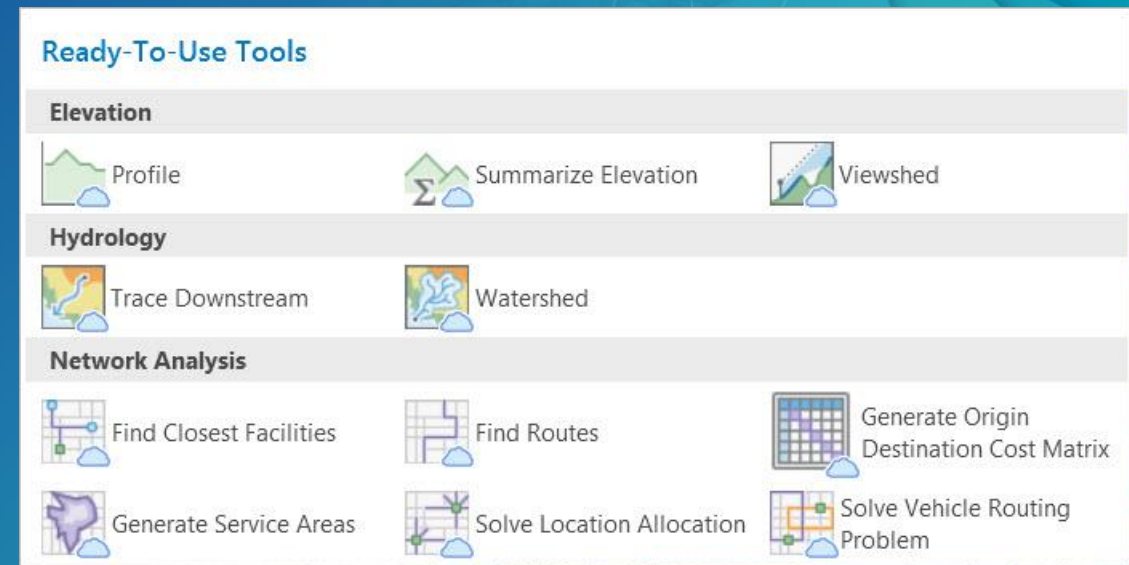 Ready-To-Use Tools
Elevation
Profile
Summarize Elevation
Viewshed
Hydrology
Trace Downstream
Watershed
Network Analysis
Find Closest Facilities
Find Routes
Generate Origin
Destination Cost Matrix
Generate Service Areas
Solve Location Allocation
Solve Vehicle Routing
Problem